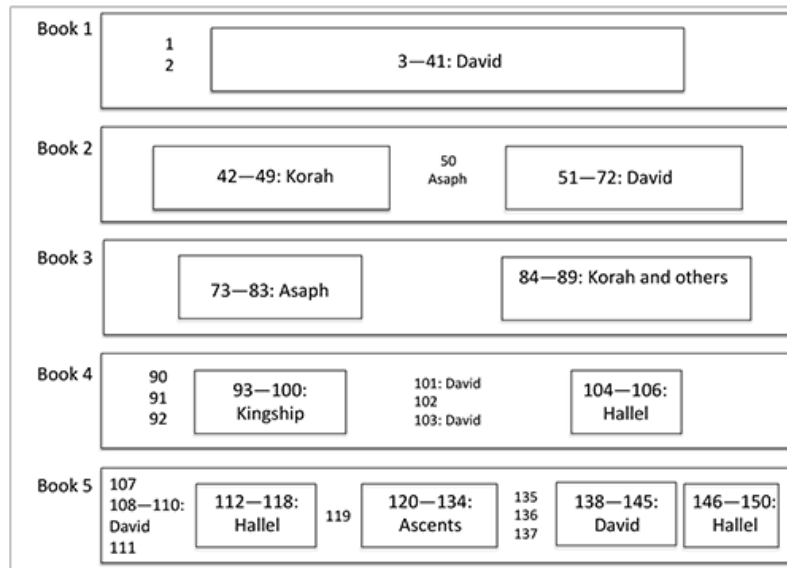 Book 1
1
2
3—41: David
Book 2
42—49: Korah
50
Asaph
51—72: David
Book 3
73—83: Asaph
84—89: Korah and others
Book 4
90
91
92
93—100:
Kingship
101: David
102
103: David
104—106:
Hallel
Book 5
107
108—110:
David
111
112—118:
Hallel
119
120—134:
Ascents
135
136
137
138—145:
David
146—150:
Hallel